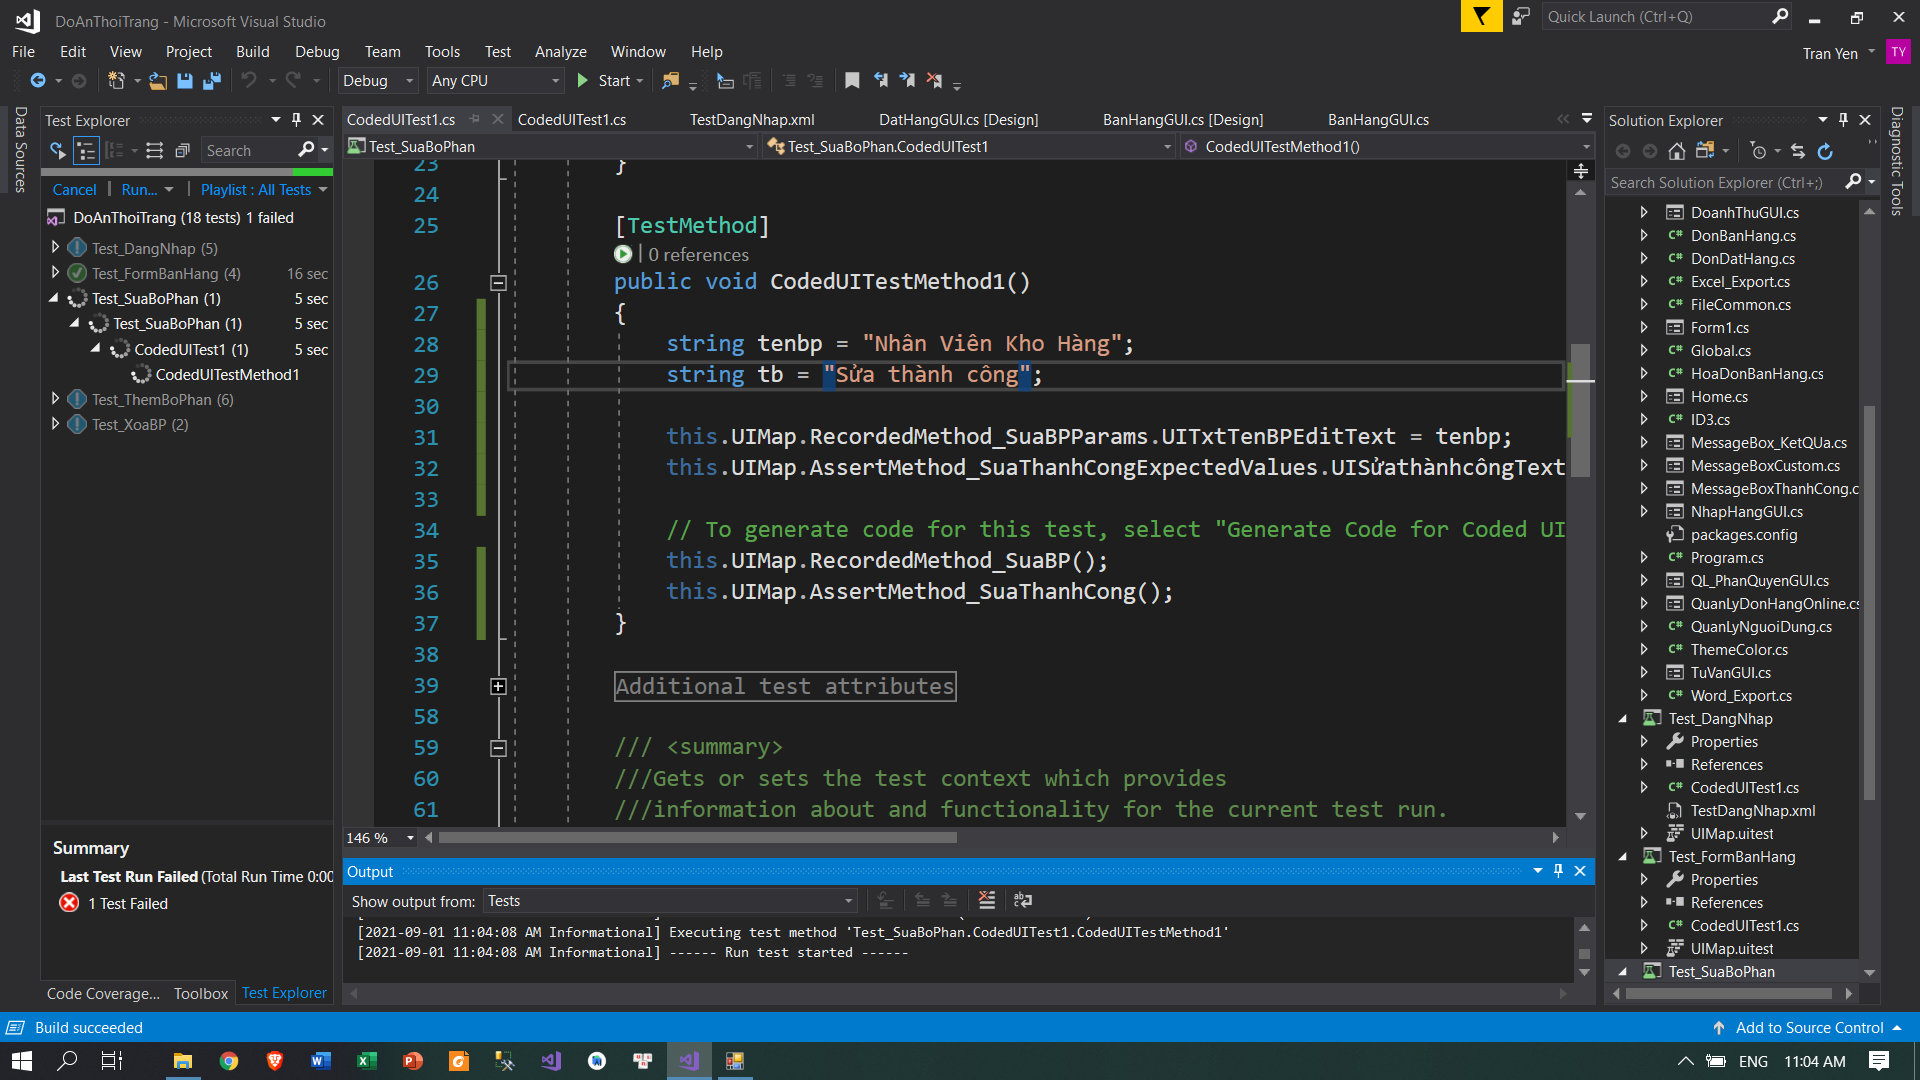 DoAnThoiTrang - Microsoft Visual Studio
Quick Launch (Ctrl+Q)
File Edit View Project Build Debug Team Tools Test Analyze Window Help
Tran Yen TY
Debug Any CPU Start
Data Sources
Test Explorer
Search
Cancel Run... Playlist : All Tests
DoAnThoiTrang (18 tests) 1 failed
Test_DangNhap (5)
Test_FormBanHang (4) 16 sec
Test_SuaBoPhan (1) 5 sec
Test_SuaBoPhan (1) 5 sec
CodedUITest1 (1) 5 sec
CodedUITestMethod1
Test_ThemBoPhan (6)
Test_XoaBP (2)
Summary
Last Test Run Failed (Total Run Time 0:00
1 Test Failed
Code Coverage... Toolbox Test Explorer
CodedUITest1.cs CodedUITest1.cs TestDangNhap.xml DatHangGUI.cs [Design] BanHangGUI.cs [Design] BanHangGUI.cs
Test_SuaBoPhan Test_SuaBoPhan.CodedUITest1 CodedUITestMethod1()
23 }
24
25 [TestMethod]
0 references
26 public void CodedUITestMethod1()
27 {
28 string tenbp = "Nhân Viên Kho Hàng";
29 string tb = "Sửa thành công";
30
31 this.UIMap.RecordedMethod_SuaBPParams.UITxtTenBPEditText = tenbp;
32 this.UIMap.AssertMethod_SuaThanhCongExpectedValues.UISửathànhcôngText
33
34 // To generate code for this test, select "Generate Code for Coded UI
35 this.UIMap.RecordedMethod_SuaBP();
36 this.UIMap.AssertMethod_SuaThanhCong();
37 }
38
39 Additional test attributes
58
59 /// <summary>
60 ///Gets or sets the test context which provides
61 ///information about and functionality for the current test run.
146 %
Output
Show output from: Tests
[2021-09-01 11:04:08 AM Informational] Executing test method 'Test_SuaBoPhan.CodedUITest1.CodedUITestMethod1'
[2021-09-01 11:04:08 AM Informational] ------ Run test started ------
Solution Explorer
Search Solution Explorer (Ctrl+;)
DoanhThuGUI.cs
DonBanHang.cs
DonDatHang.cs
Excel_Export.cs
FileCommon.cs
Form1.cs
Global.cs
HoaDonBanHang.cs
Home.cs
ID3.cs
MessageBox_KetQUa.cs
MessageBoxCustom.cs
MessageBoxThanhCong.c
NhapHangGUI.cs
packages.config
Program.cs
QL_PhanQuyenGUI.cs
QuanLyDonHangOnline.cs
QuanLyNguoiDung.cs
ThemeColor.cs
TuVanGUI.cs
Word_Export.cs
Test_DangNhap
Properties
References
CodedUITest1.cs
TestDangNhap.xml
UIMap.uitest
Test_FormBanHang
Properties
References
CodedUITest1.cs
UIMap.uitest
Test_SuaBoPhan
Diagnostic Tools
Build succeeded
Add to Source Control
ENG 11:04 AM